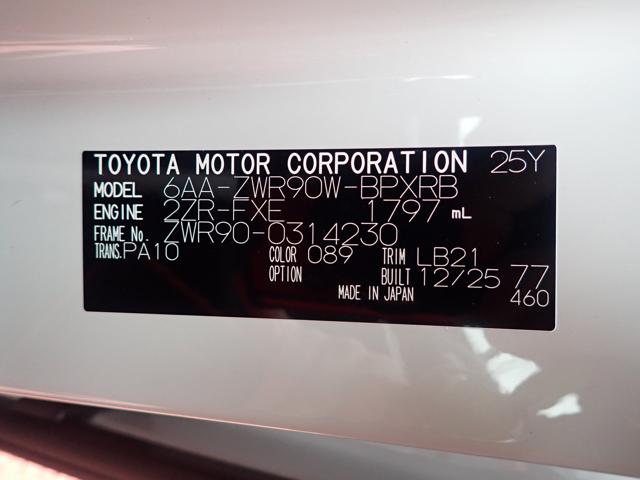 TOYOTA MOTOR CORPORATION 25Y
MODEL 6AA-ZWR90W-BPXRB
ENGINE 2ZR-FXE 1797 mL
FRAME No. ZWR90-0314230
TRANS. PA10 COLOR 089 TRIM LB21
OPTION BUILT 12/25 77
MADE IN JAPAN 460